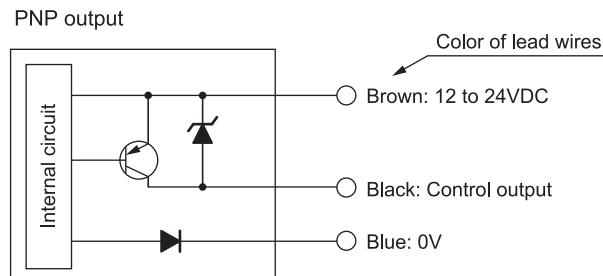 PNP output
Color of lead wires
Internal circuit
Brown: 12 to 24VDC
Black: Control output
Blue: 0V